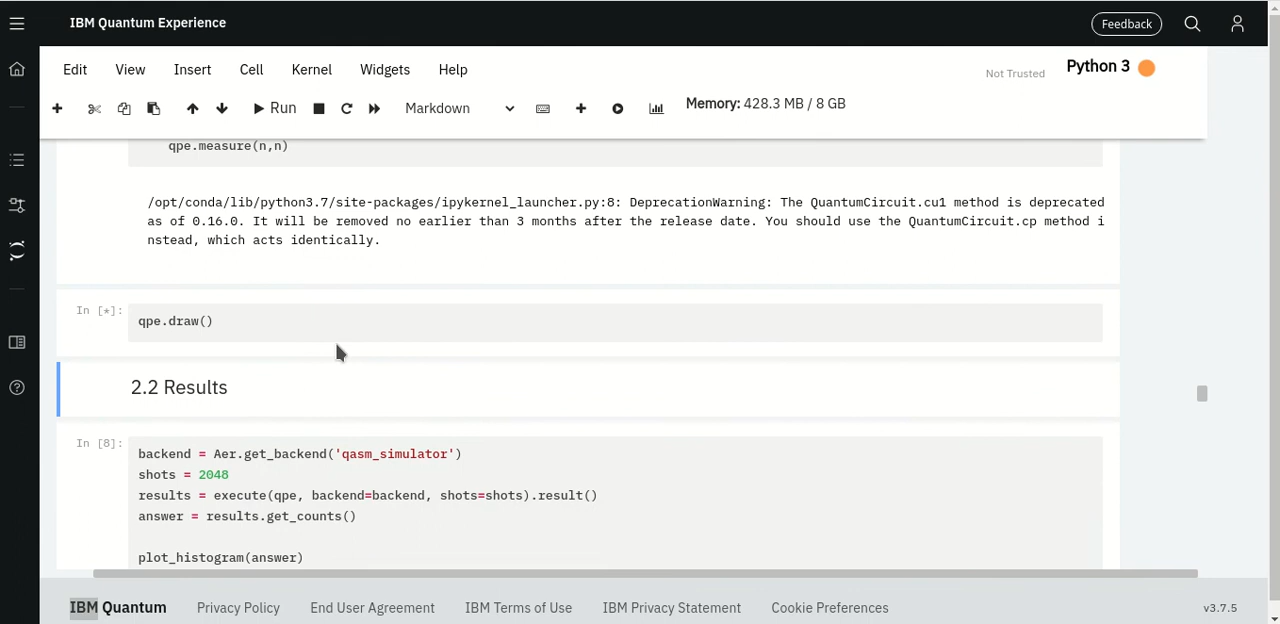 IBM Quantum Experience
Feedback
Edit View Insert Cell Kernel Widgets Help
Not Trusted
Python 3
Run
Markdown
Memory: 428.3 MB / 8 GB
qpe.measure(n,n)
/opt/conda/lib/python3.7/site-packages/ipykernel_launcher.py:8: DeprecationWarning: The QuantumCircuit.cu1 method is deprecated
as of 0.16.0. It will be removed no earlier than 3 months after the release date. You should use the QuantumCircuit.cp method i
nstead, which acts identically.
In [*]:
qpe.draw()
2.2 Results
In [8]:
backend = Aer.get_backend('qasm_simulator')
shots = 2048
results = execute(qpe, backend=backend, shots=shots).result()
answer = results.get_counts()
plot_histogram(answer)
IBM Quantum Privacy Policy End User Agreement IBM Terms of Use IBM Privacy Statement Cookie Preferences v3.7.5